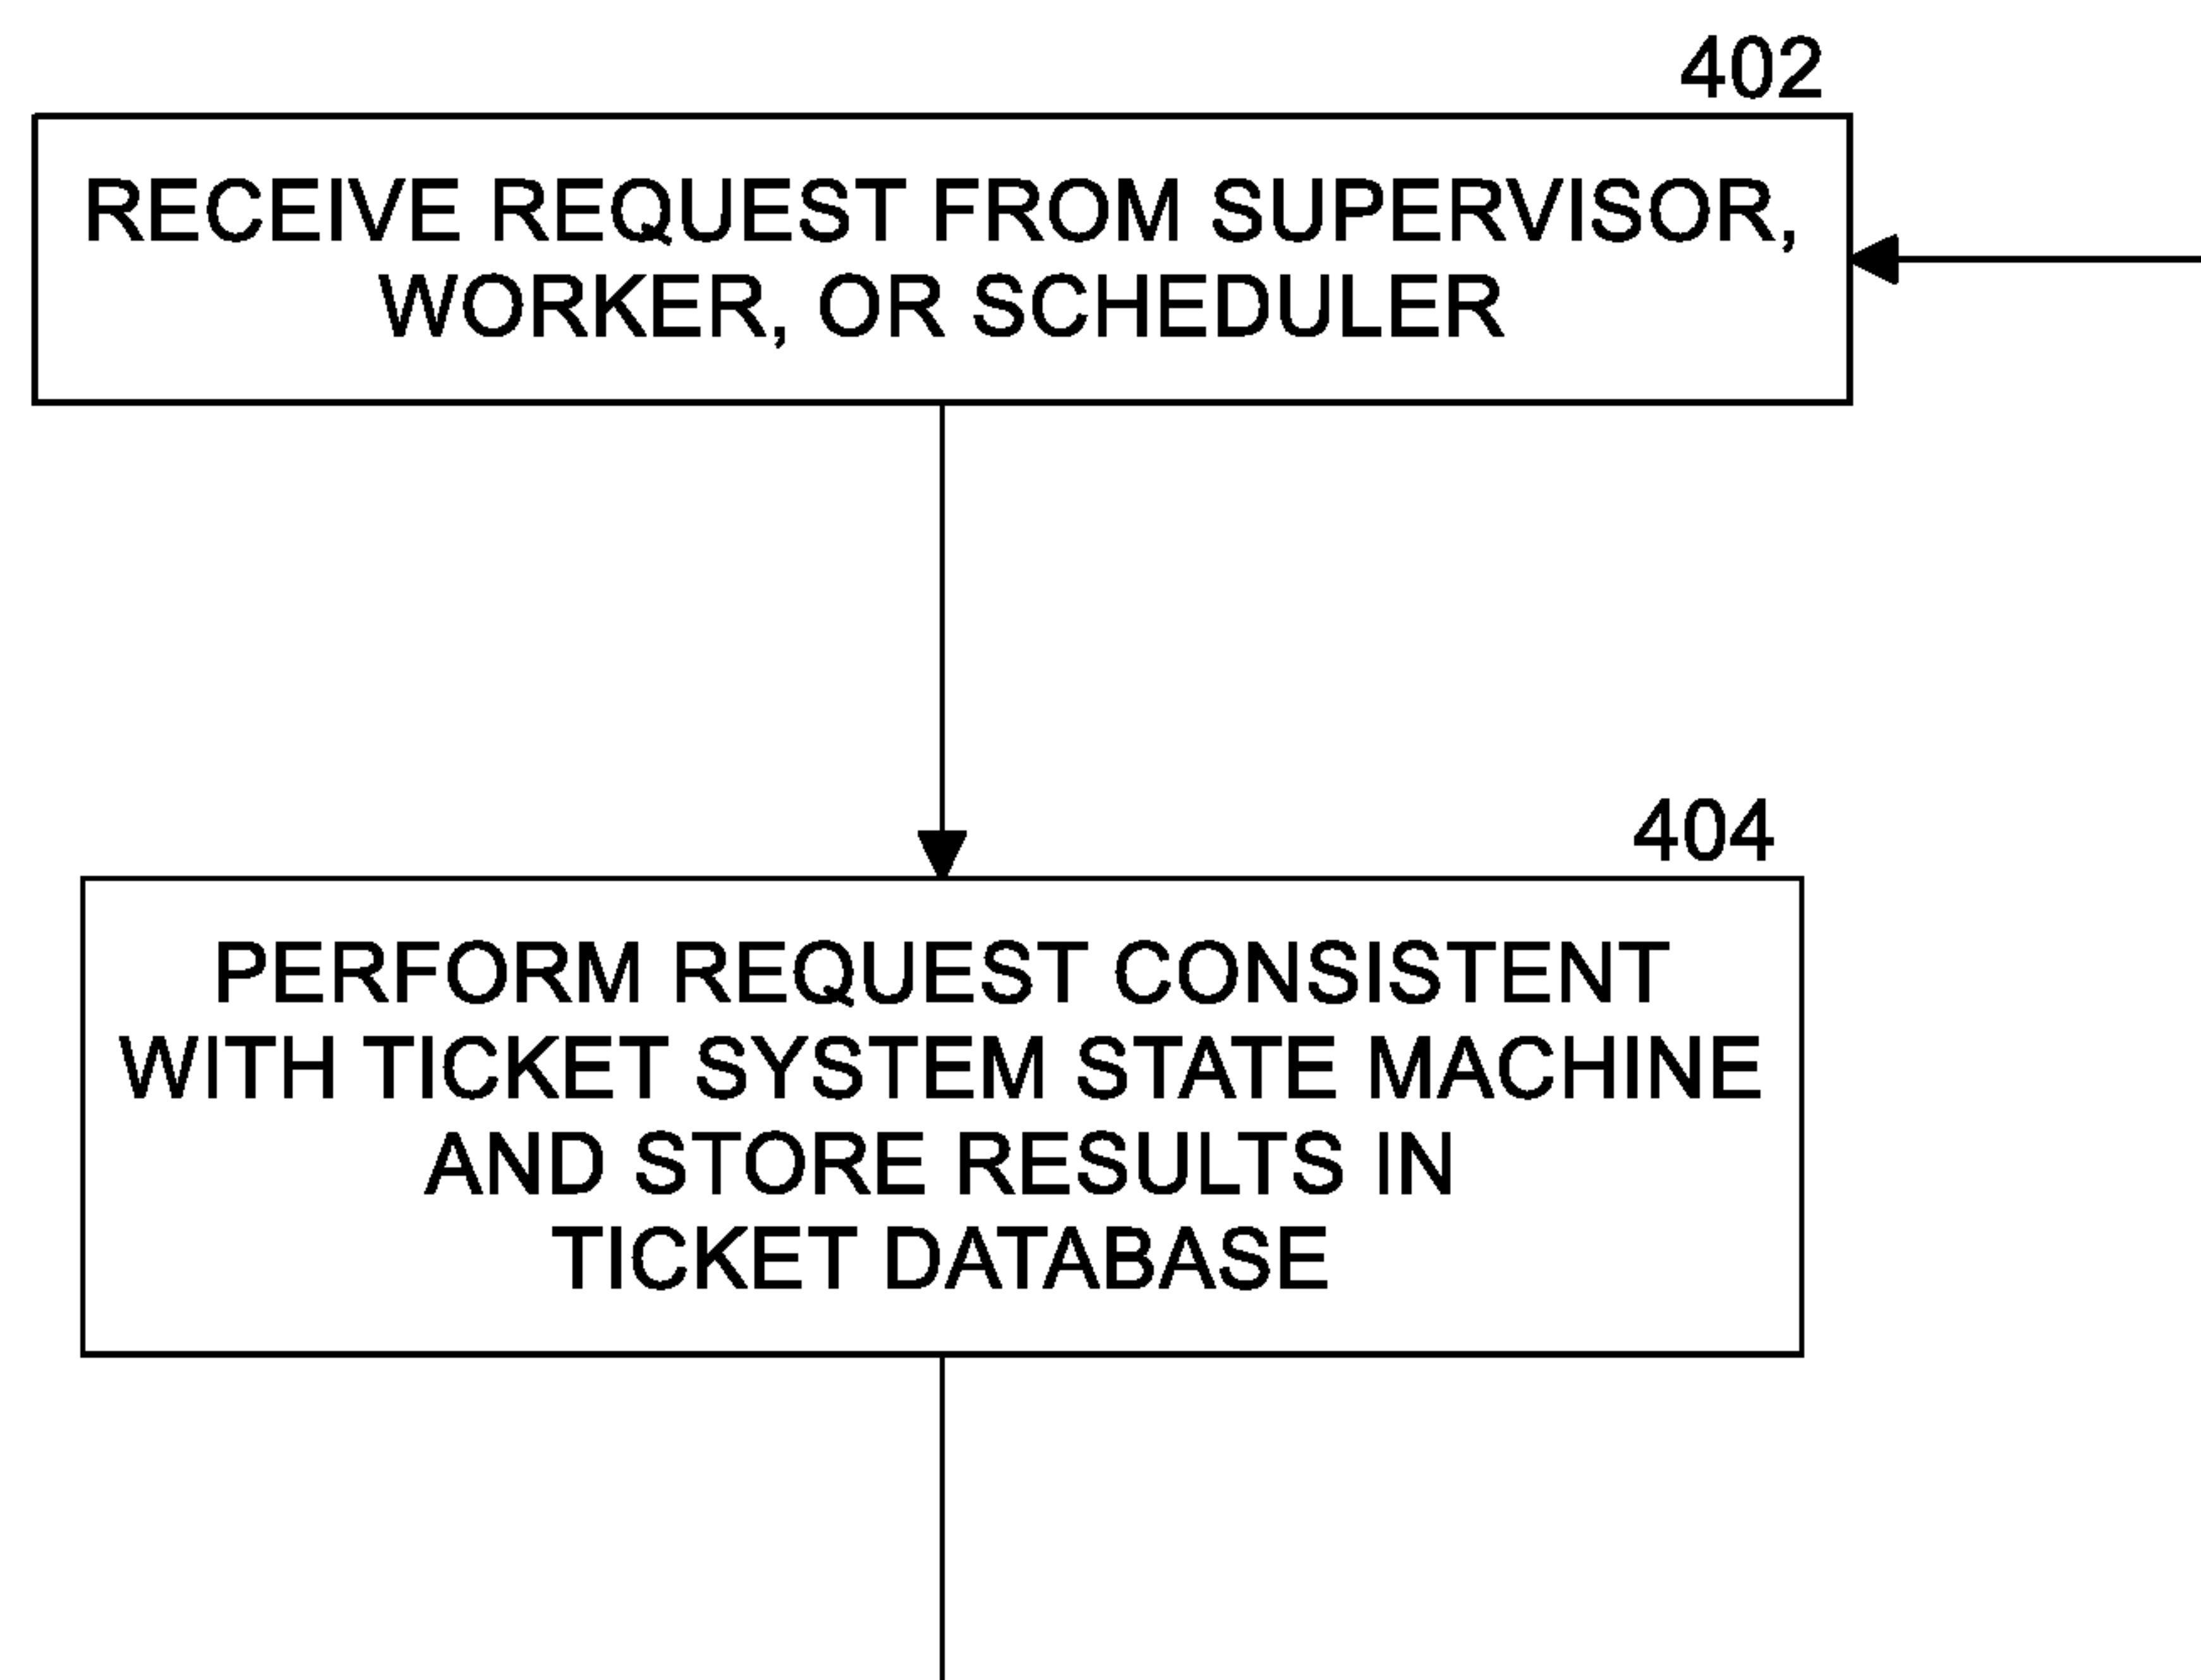 402
RECEIVE REQUEST FROM SUPERVISOR,
WORKER, OR SCHEDULER
404
PERFORM REQUEST CONSISTENT
WITH TICKET SYSTEM STATE MACHINE
AND STORE RESULTS IN
TICKET DATABASE